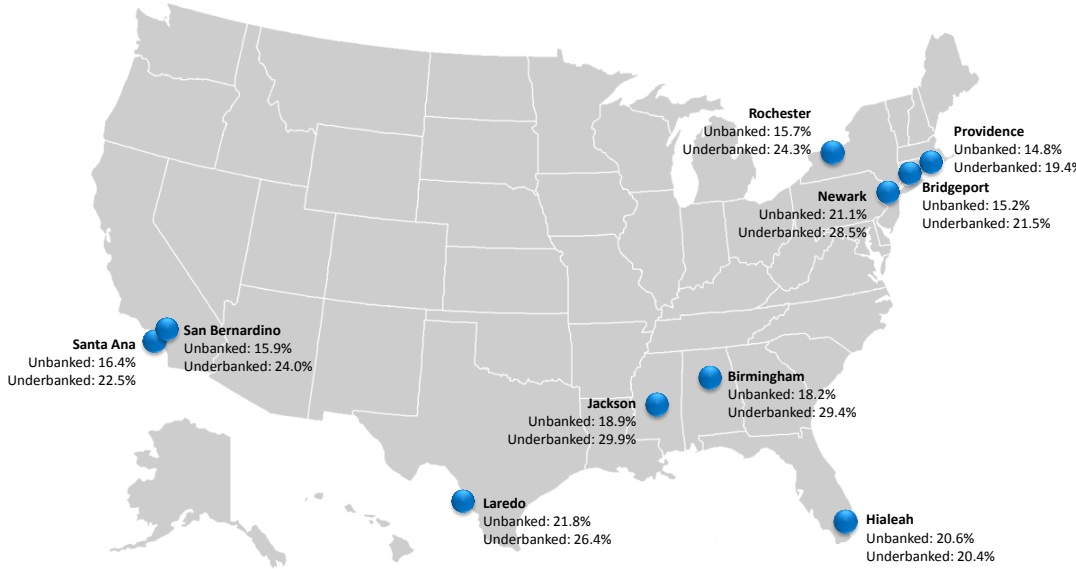 Rochester
Unbanked: 15.7%
Underbanked: 24.3%
Providence
Unbanked: 14.8%
Underbanked: 19.4%
Bridgeport
Unbanked: 15.2%
Underbanked: 21.5%
Newark
Unbanked: 21.1%
Underbanked: 28.5%
San Bernardino
Unbanked: 15.9%
Underbanked: 24.0%
Santa Ana
Unbanked: 16.4%
Underbanked: 22.5%
Birmingham
Unbanked: 18.2%
Underbanked: 29.4%
Jackson
Unbanked: 18.9%
Underbanked: 29.9%
Laredo
Unbanked: 21.8%
Underbanked: 26.4%
Hialeah
Unbanked: 20.6%
Underbanked: 20.4%